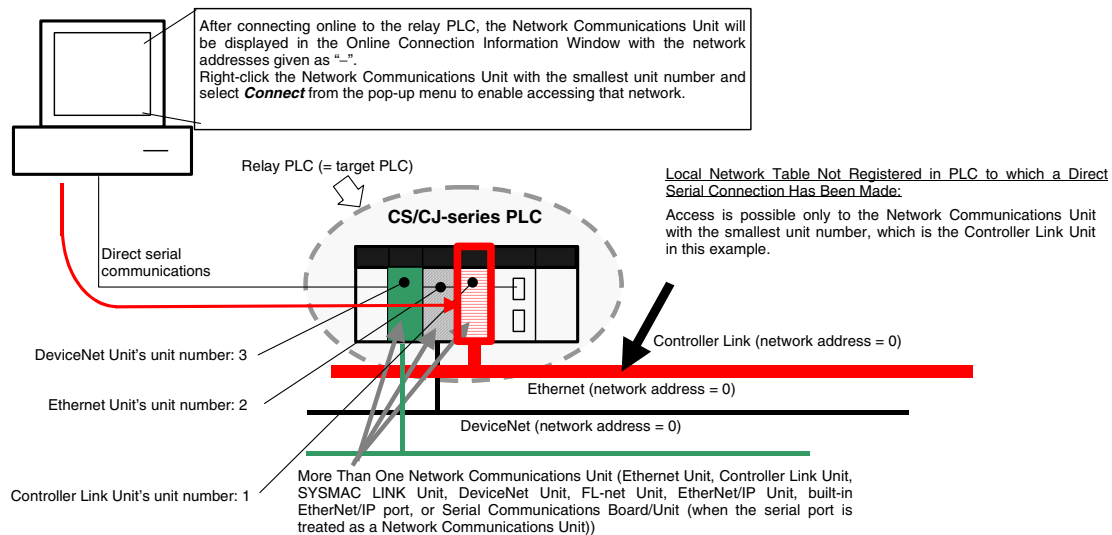 After connecting online to the relay PLC, the Network Communications Unit will
be displayed in the Online Connection Information Window with the network
addresses given as “–”.
Right-click the Network Communications Unit with the smallest unit number and
select Connect from the pop-up menu to enable accessing that network.
Relay PLC (= target PLC)
Local Network Table Not Registered in PLC to which a Direct
Serial Connection Has Been Made:
Access is possible only to the Network Communications Unit
with the smallest unit number, which is the Controller Link Unit
in this example.
CS/CJ-series PLC
Direct serial
communications
DeviceNet Unit's unit number: 3
Controller Link (network address = 0)
Ethernet (network address = 0)
Ethernet Unit's unit number: 2
DeviceNet (network address = 0)
Controller Link Unit's unit number: 1
More Than One Network Communications Unit (Ethernet Unit, Controller Link Unit,
SYSMAC LINK Unit, DeviceNet Unit, FL-net Unit, EtherNet/IP Unit, built-in
EtherNet/IP port, or Serial Communications Board/Unit (when the serial port is
treated as a Network Communications Unit))